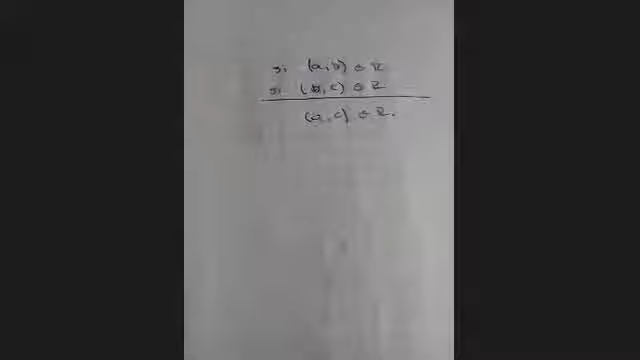 si (a,b) ∈ R
si (b,c) ∈ R
(a,c) ∈ R.